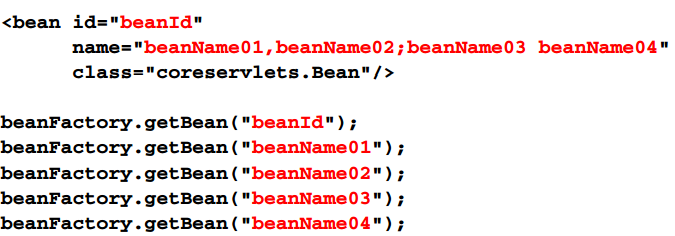 <bean id="beanId"
name="beanName01,beanName02;beanName03 beanName04"
class="coreservlets.Bean"/>
beanFactory.getBean("beanId");
beanFactory.getBean("beanName01");
beanFactory.getBean("beanName02");
beanFactory.getBean("beanName03");
beanFactory.getBean("beanName04");